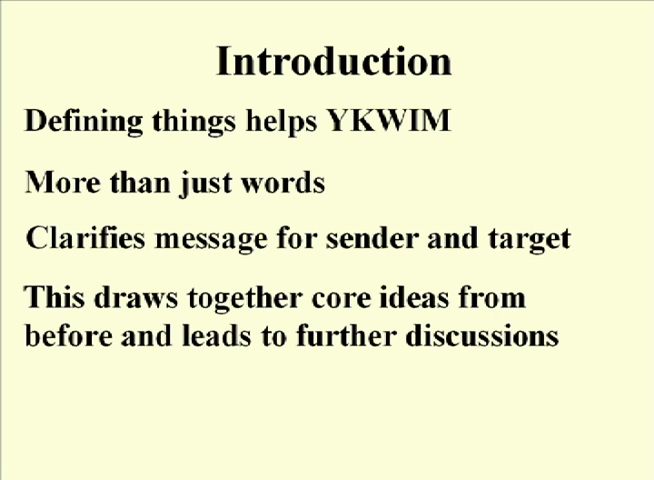 Introduction
Defining things helps YKWIM
More than just words
Clarifies message for sender and target
This draws together core ideas from
before and leads to further discussions